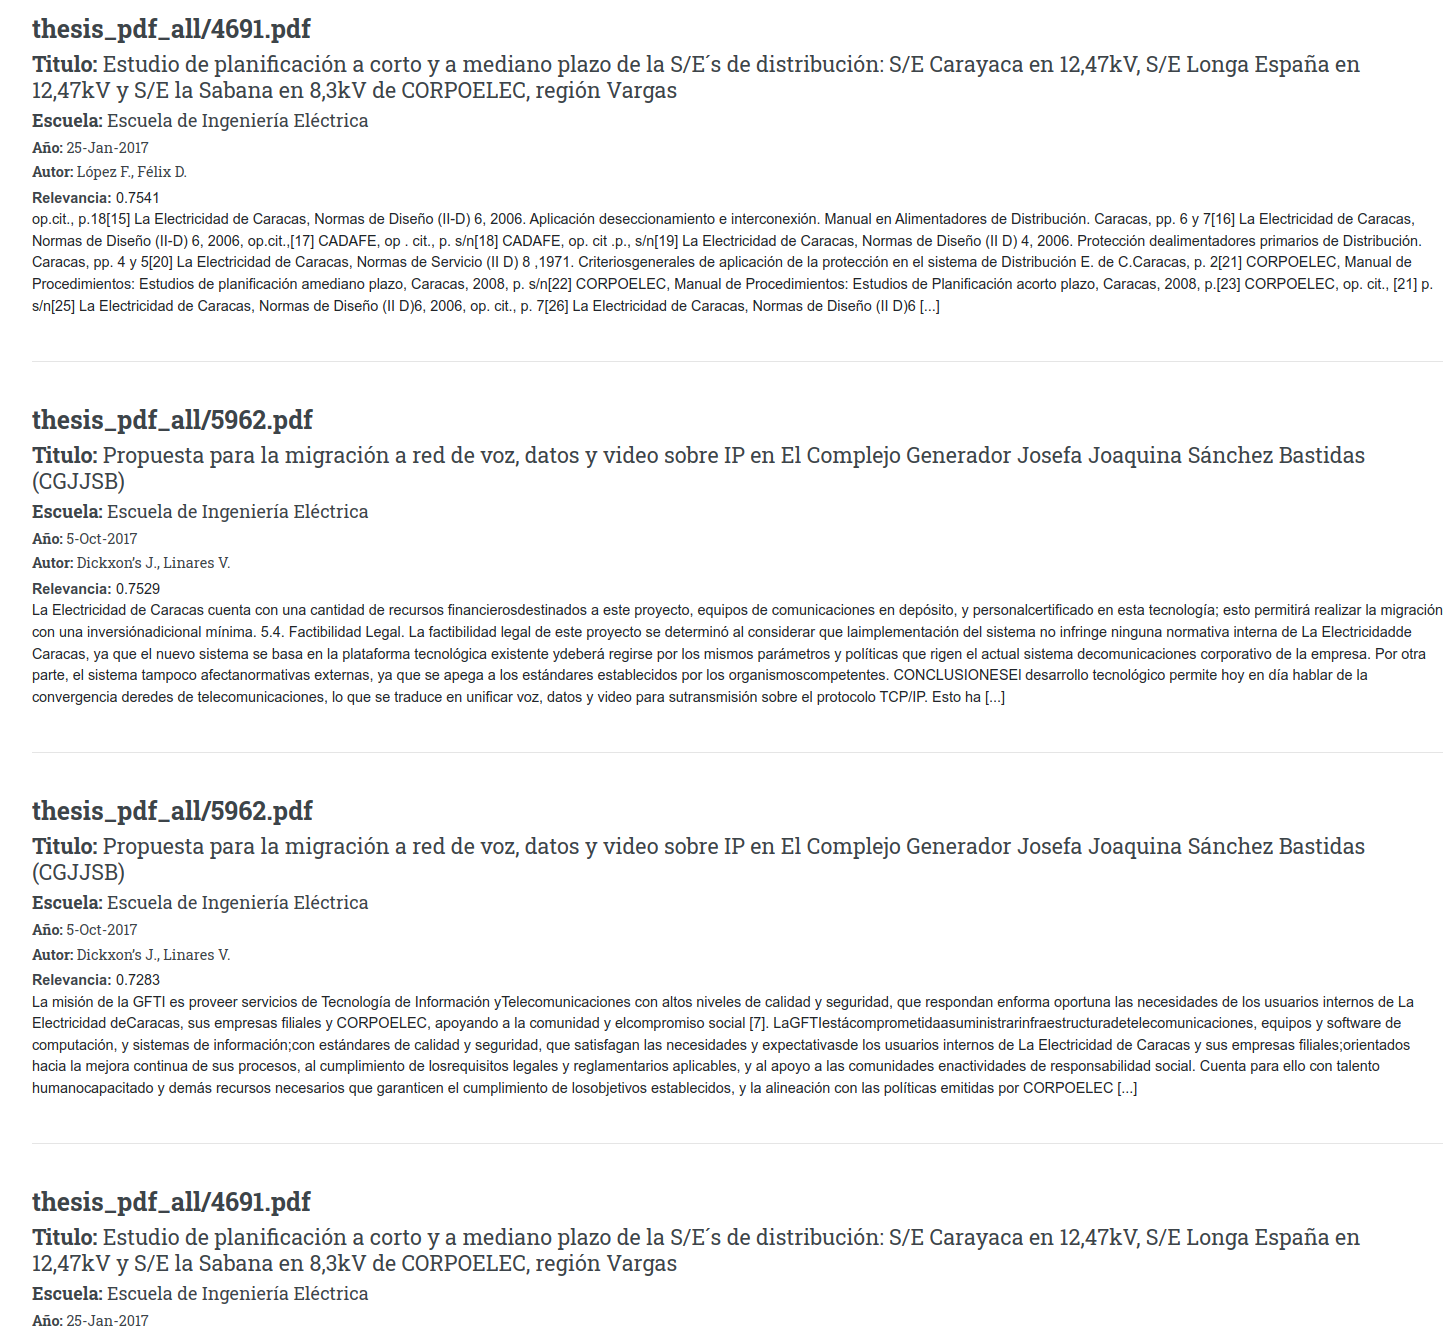 thesis_pdf_all/4691.pdf
Titulo: Estudio de planificación a corto y a mediano plazo de la S/E´s de distribución: S/E Carayaca en 12,47kV, S/E Longa España en
12,47kV y S/E la Sabana en 8,3kV de CORPOELEC, región Vargas
Escuela: Escuela de Ingeniería Eléctrica
Año: 25-Jan-2017
Autor: López F., Félix D.
Relevancia: 0.7541
op.cit., p.18[15] La Electricidad de Caracas, Normas de Diseño (II-D) 6, 2006. Aplicación deseccionamiento e interconexión. Manual en Alimentadores de Distribución. Caracas, pp. 6 y 7[16] La Electricidad de Caracas,
Normas de Diseño (II-D) 6, 2006, op.cit.,[17] CADAFE, op . cit., p. s/n[18] CADAFE, op. cit .p., s/n[19] La Electricidad de Caracas, Normas de Diseño (II D) 4, 2006. Protección dealimentadores primarios de Distribución.
Caracas, pp. 4 y 5[20] La Electricidad de Caracas, Normas de Servicio (II D) 8 ,1971. Criteriosgenerales de aplicación de la protección en el sistema de Distribución E. de C.Caracas, p. 2[21] CORPOELEC, Manual de
Procedimientos: Estudios de planificación amediano plazo, Caracas, 2008, p. s/n[22] CORPOELEC, Manual de Procedimientos: Estudios de Planificación acorto plazo, Caracas, 2008, p.[23] CORPOELEC, op. cit., [21] p.
s/n[25] La Electricidad de Caracas, Normas de Diseño (II D)6, 2006, op. cit., p. 7[26] La Electricidad de Caracas, Normas de Diseño (II D)6 [...]
thesis_pdf_all/5962.pdf
Titulo: Propuesta para la migración a red de voz, datos y video sobre IP en El Complejo Generador Josefa Joaquina Sánchez Bastidas
(CGJJSB)
Escuela: Escuela de Ingeniería Eléctrica
Año: 5-Oct-2017
Autor: Dickxon’s J., Linares V.
Relevancia: 0.7529
La Electricidad de Caracas cuenta con una cantidad de recursos financierosdestinados a este proyecto, equipos de comunicaciones en depósito, y personalcertificado en esta tecnología; esto permitirá realizar la migración
con una inversiónadicional mínima. 5.4. Factibilidad Legal. La factibilidad legal de este proyecto se determinó al considerar que laimplementación del sistema no infringe ninguna normativa interna de La Electricidadde
Caracas, ya que el nuevo sistema se basa en la plataforma tecnológica existente ydeberá regirse por los mismos parámetros y políticas que rigen el actual sistema decomunicaciones corporativo de la empresa. Por otra
parte, el sistema tampoco afectanormativas externas, ya que se apega a los estándares establecidos por los organismoscompetentes. CONCLUSIONESEl desarrollo tecnológico permite hoy en día hablar de la
convergencia deredes de telecomunicaciones, lo que se traduce en unificar voz, datos y video para sutransmisión sobre el protocolo TCP/IP. Esto ha [...]
thesis_pdf_all/5962.pdf
Titulo: Propuesta para la migración a red de voz, datos y video sobre IP en El Complejo Generador Josefa Joaquina Sánchez Bastidas
(CGJJSB)
Escuela: Escuela de Ingeniería Eléctrica
Año: 5-Oct-2017
Autor: Dickxon’s J., Linares V.
Relevancia: 0.7283
La misión de la GFTI es proveer servicios de Tecnología de Información yTelecomunicaciones con altos niveles de calidad y seguridad, que respondan enforma oportuna las necesidades de los usuarios internos de La
Electricidad deCaracas, sus empresas filiales y CORPOELEC, apoyando a la comunidad y elcompromiso social [7]. LaGFTIestácomprometidaasuministrarinfraestructuradetelecomunicaciones, equipos y software de
computación, y sistemas de información;con estándares de calidad y seguridad, que satisfagan las necesidades y expectativasde los usuarios internos de La Electricidad de Caracas y sus empresas filiales;orientados
hacia la mejora continua de sus procesos, al cumplimiento de losrequisitos legales y reglamentarios aplicables, y al apoyo a las comunidades enactividades de responsabilidad social. Cuenta para ello con talento
humanocapacitado y demás recursos necesarios que garanticen el cumplimiento de losobjetivos establecidos, y la alineación con las políticas emitidas por CORPOELEC [...]
thesis_pdf_all/4691.pdf
Titulo: Estudio de planificación a corto y a mediano plazo de la S/E´s de distribución: S/E Carayaca en 12,47kV, S/E Longa España en
12,47kV y S/E la Sabana en 8,3kV de CORPOELEC, región Vargas
Escuela: Escuela de Ingeniería Eléctrica
Año: 25-Jan-2017